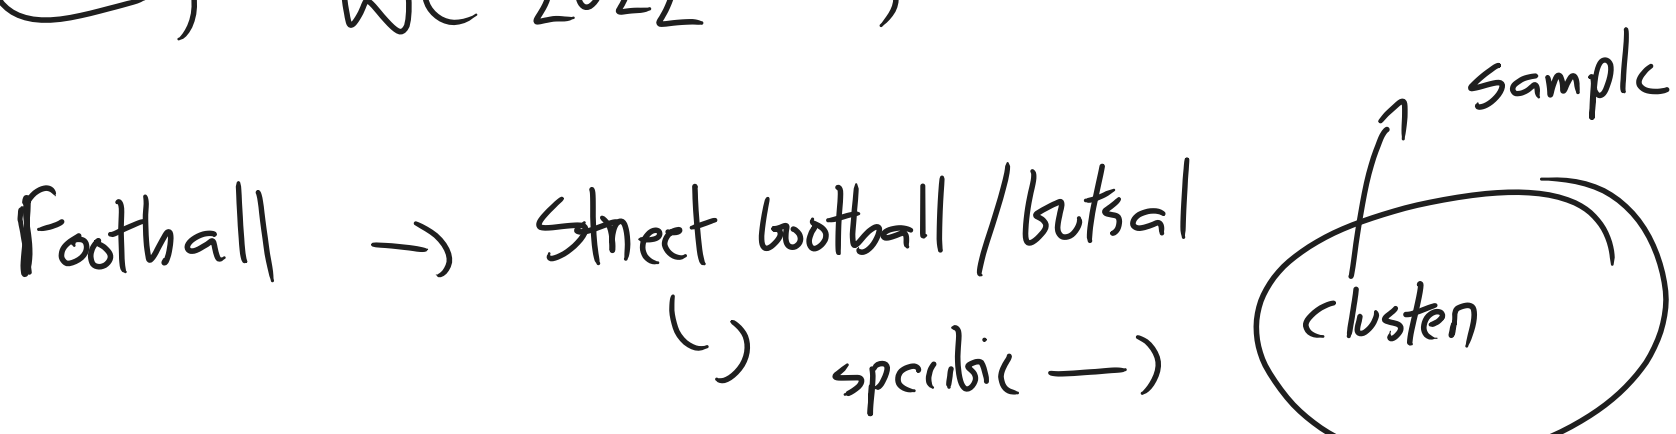 WC 2022
sample
Football → Street football / futsal
cluster
specific →